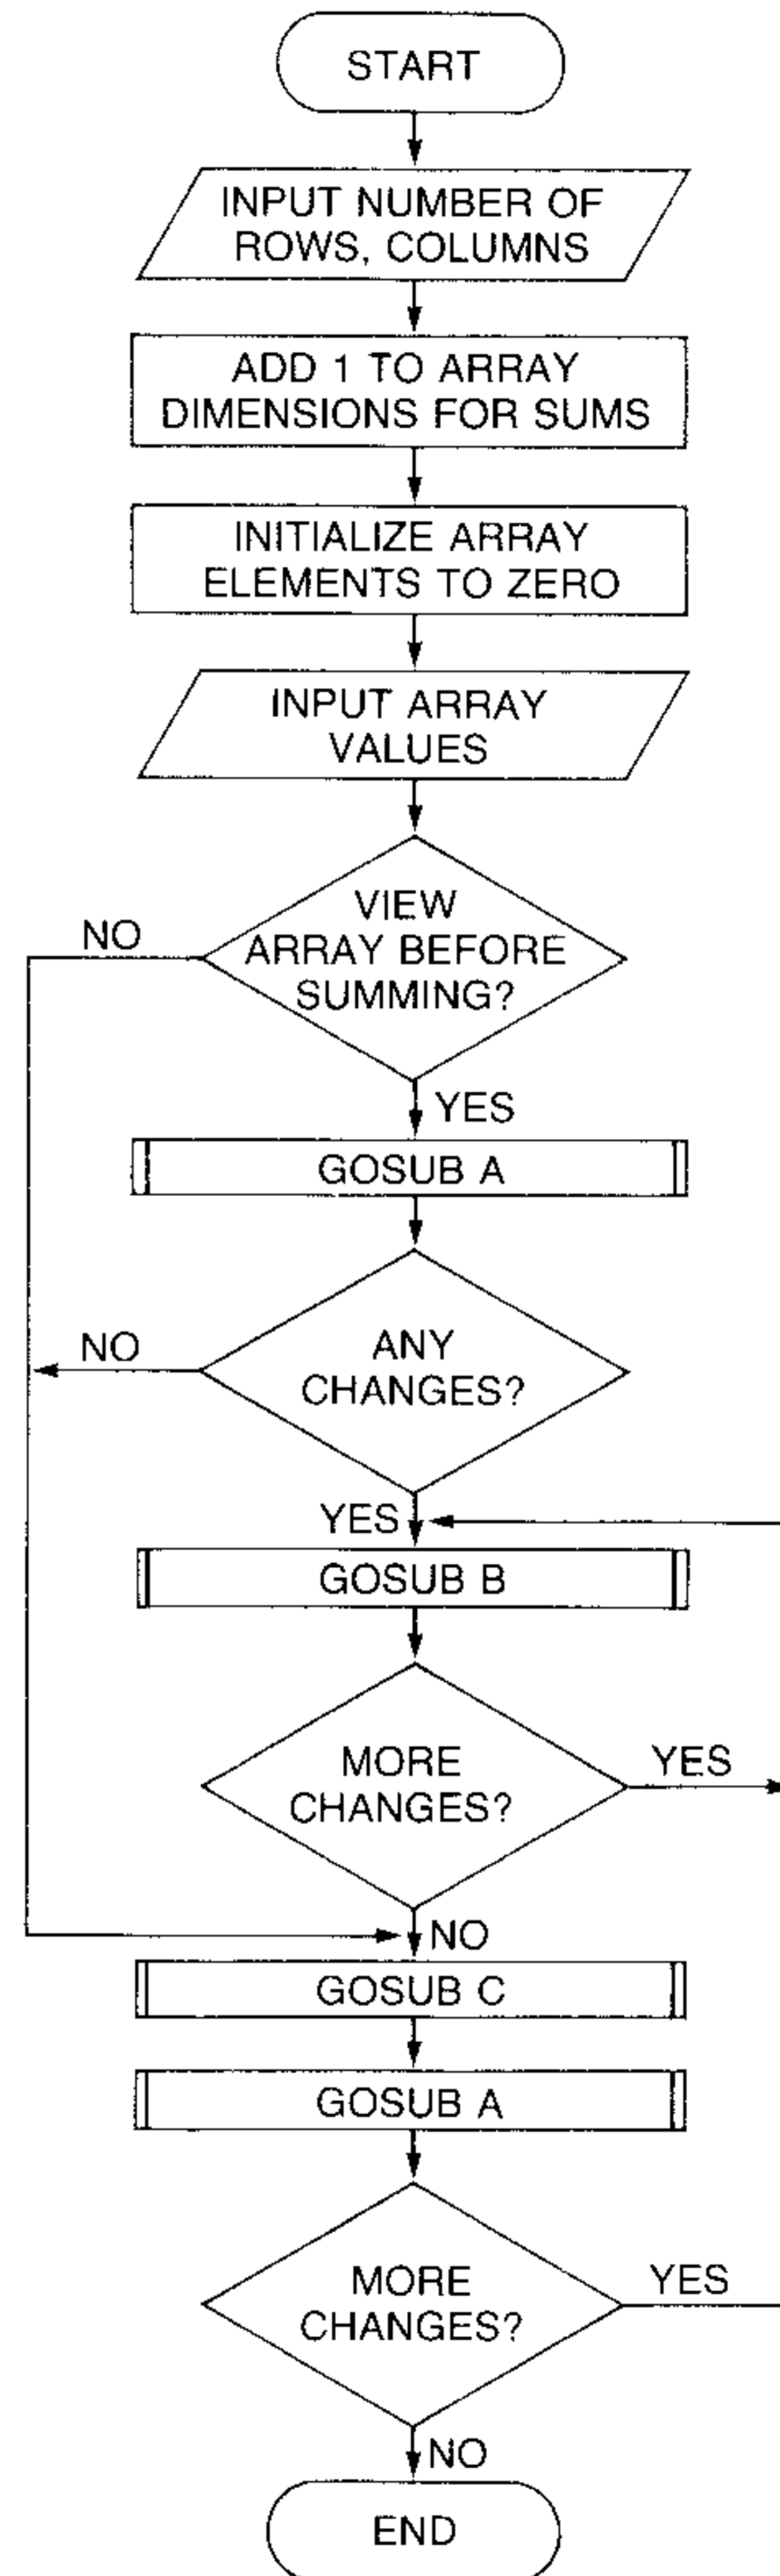 START
INPUT NUMBER OF
ROWS, COLUMNS
ADD 1 TO ARRAY
DIMENSIONS FOR SUMS
INITIALIZE ARRAY
ELEMENTS TO ZERO
INPUT ARRAY
VALUES
VIEW
ARRAY BEFORE
SUMMING?
NO
YES
GOSUB A
ANY
CHANGES?
NO
YES
GOSUB B
MORE
CHANGES?
YES
NO
GOSUB C
GOSUB A
MORE
CHANGES?
YES
NO
END